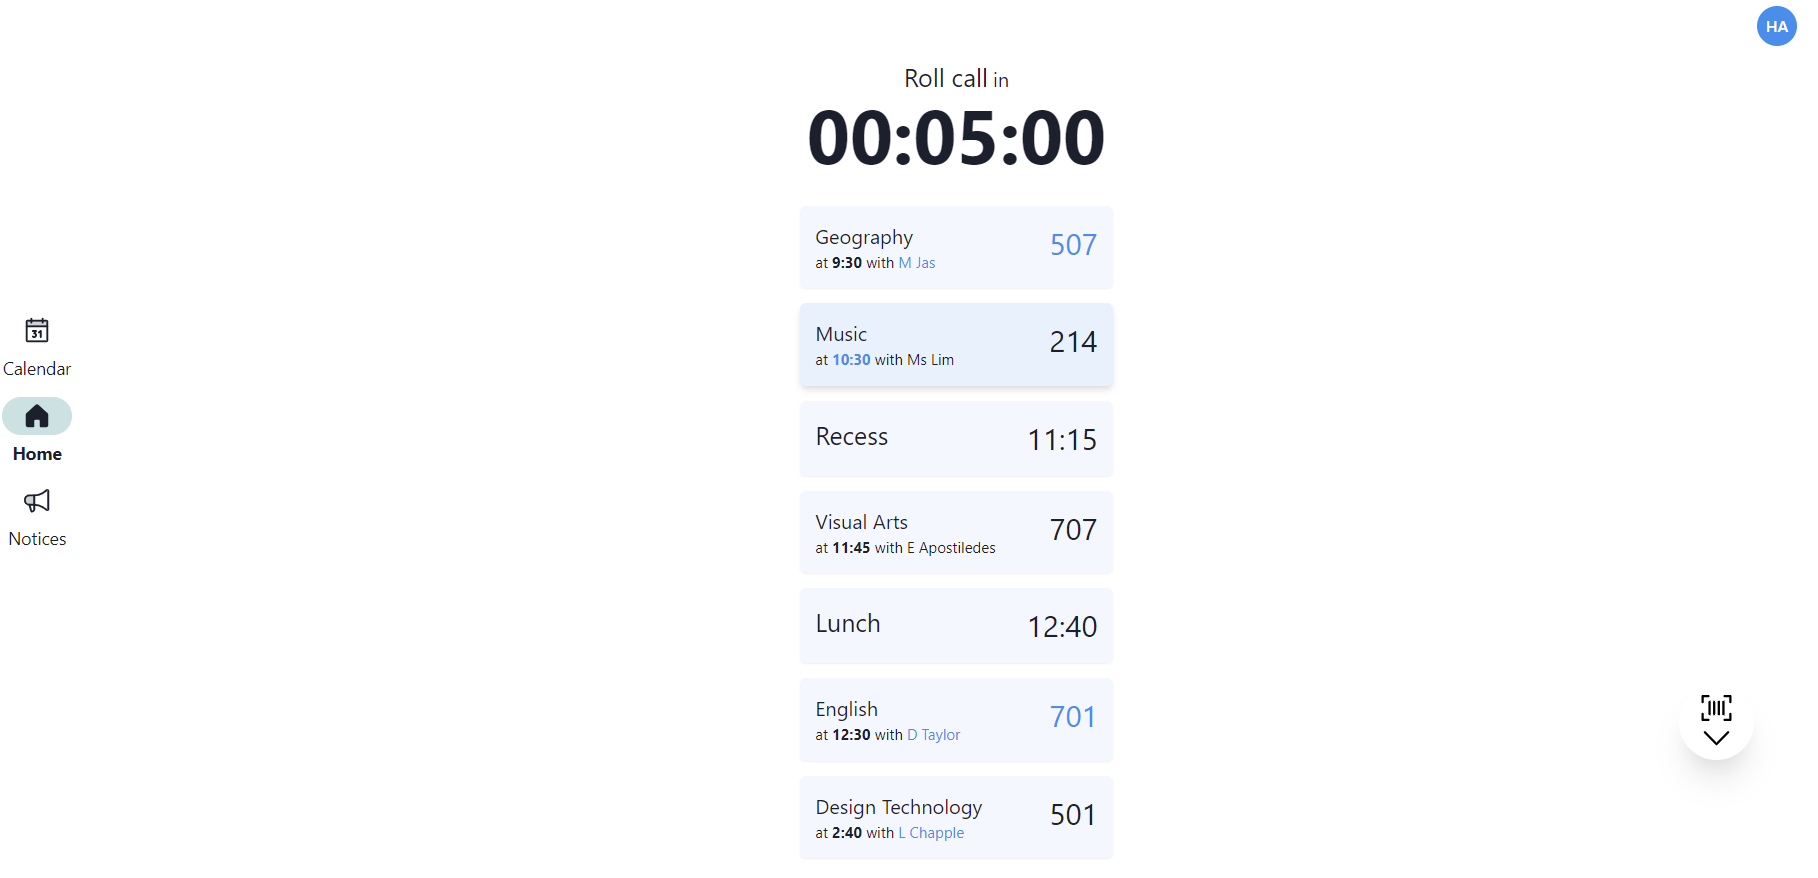 HA
Roll call in
00:05:00
Geography
at 9:30 with M Jas
507
Music
at 10:30 with Ms Lim
214
Recess
11:15
Visual Arts
at 11:45 with E Apostiledes
707
Lunch
12:40
English
at 12:30 with D Taylor
701
Design Technology
at 2:40 with L Chapple
501
31
Calendar
Home
Notices